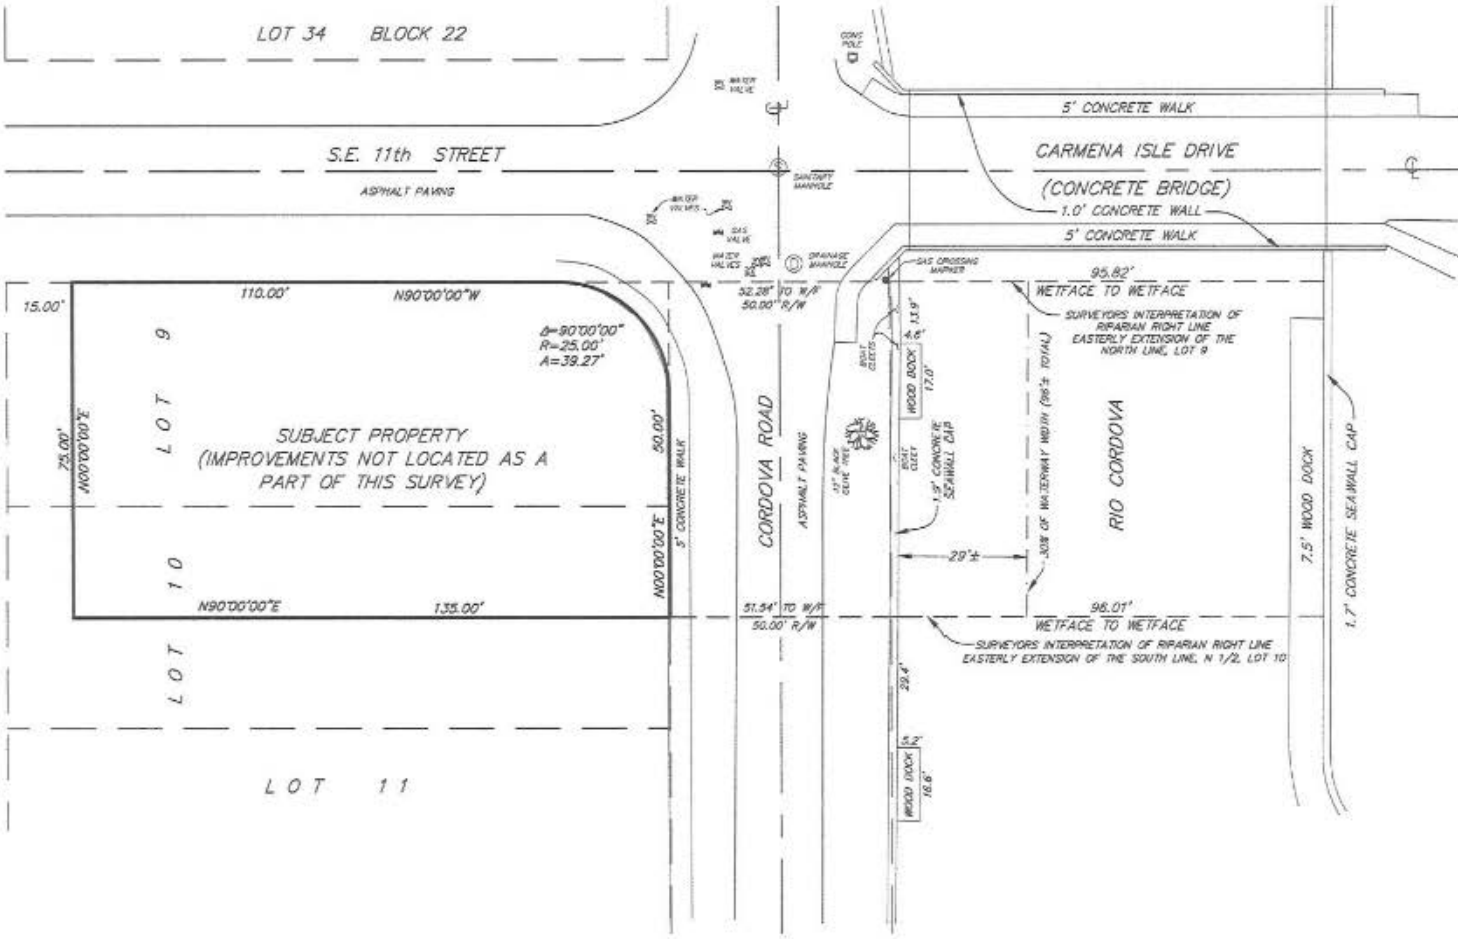 LOT 34 BLOCK 22
CONC
POLE
WATER
VALVE
5' CONCRETE WALK
S.E. 11th STREET
ASPHALT PAVING
CARMENA ISLE DRIVE
(CONCRETE BRIDGE)
1.0' CONCRETE WALL
5' CONCRETE WALK
SANITARY
MANHOLE
WATER
VALVES
GAS
VALVE
WATER
VALVES
DRAINAGE
MANHOLE
GAS CROSSING
MARKER
15.00'
110.00'
N90°00'00"W
52.28' TO W/F
50.00' R/W
95.82'
WETFACE TO WETFACE
SURVEYORS INTERPRETATION OF
RIPARIAN RIGHT LINE
EASTERLY EXTENSION OF THE
NORTH LINE, LOT 9
Δ=90°00'00"
R=25.00'
A=39.27'
LOT 9
75.00'
N00°00'00"E
SUBJECT PROPERTY
(IMPROVEMENTS NOT LOCATED AS A
PART OF THIS SURVEY)
50.00'
N00°00'00"E
5' CONCRETE WALK
CORDOVA ROAD
ASPHALT PAVING
BLACK
OLIVE TREE
BOAT
CLEETS
13.9'
4.8'
WOOD DOCK
17.0'
BOAT
CLEET
1.9' CONCRETE
SEAWALL CAP
29'±
30% OF WATERWAY WIDTH (96'± TOTAL)
RIO CORDOVA
7.5' WOOD DOCK
1.7' CONCRETE SEAWALL CAP
LOT 10
N90°00'00"E
135.00'
51.54' TO W/F
50.00' R/W
96.01'
WETFACE TO WETFACE
SURVEYORS INTERPRETATION OF RIPARIAN RIGHT LINE
EASTERLY EXTENSION OF THE SOUTH LINE, N 1/2, LOT 10
29.4'
5.2'
WOOD DOCK
16.6'
LOT 11